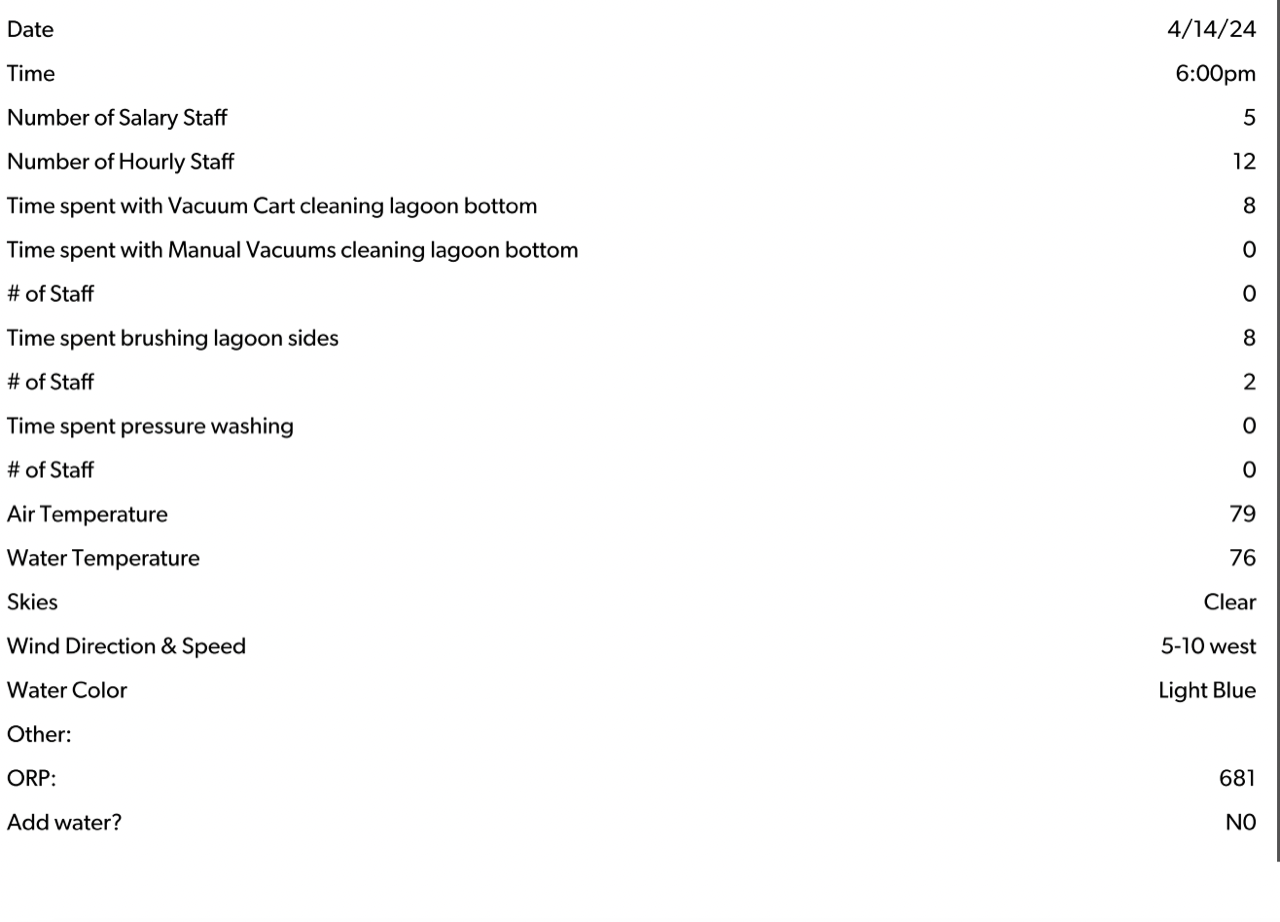 Date 4/14/24
Time 6:00pm
Number of Salary Staff 5
Number of Hourly Staff 12
Time spent with Vacuum Cart cleaning lagoon bottom 8
Time spent with Manual Vacuums cleaning lagoon bottom 0
# of Staff 0
Time spent brushing lagoon sides 8
# of Staff 2
Time spent pressure washing 0
# of Staff 0
Air Temperature 79
Water Temperature 76
Skies Clear
Wind Direction & Speed 5-10 west
Water Color Light Blue
Other:
ORP: 681
Add water? N0